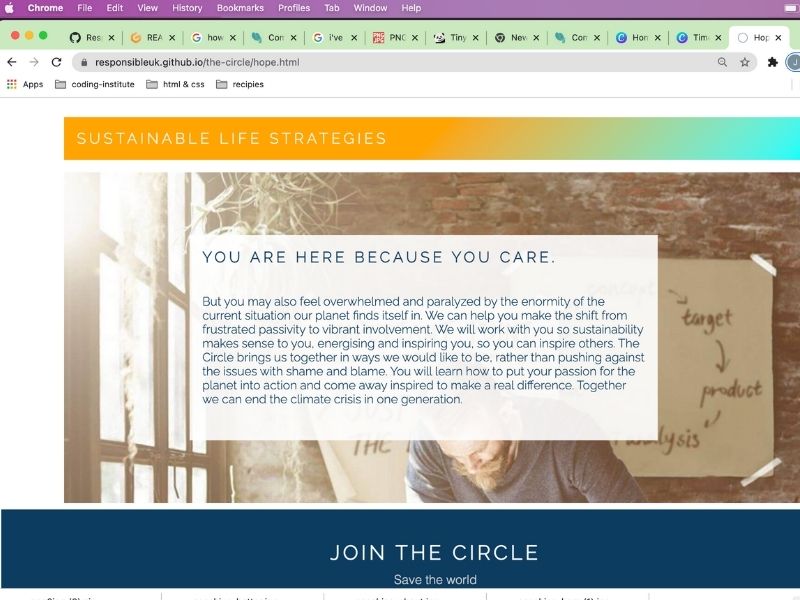 Chrome File Edit View History Bookmarks Profiles Tab Window Help
Res REA how Con i've PNG Tiny New Con Hom Time Hop
responsibleuk.github.io/the-circle/hope.html
J
Apps coding-institute html & css recipies
SUSTAINABLE LIFE STRATEGIES
YOU ARE HERE BECAUSE YOU CARE.
But you may also feel overwhelmed and paralyzed by the enormity of the
current situation our planet finds itself in. We can help you make the shift from
frustrated passivity to vibrant involvement. We will work with you so sustainability
makes sense to you, energising and inspiring you, so you can inspire others. The
Circle brings us together in ways we would like to be, rather than pushing against
the issues with shame and blame. You will learn how to put your passion for the
planet into action and come away inspired to make a real difference. Together
we can end the climate crisis in one generation.
concept
target
product
THE
JOIN THE CIRCLE
Save the world